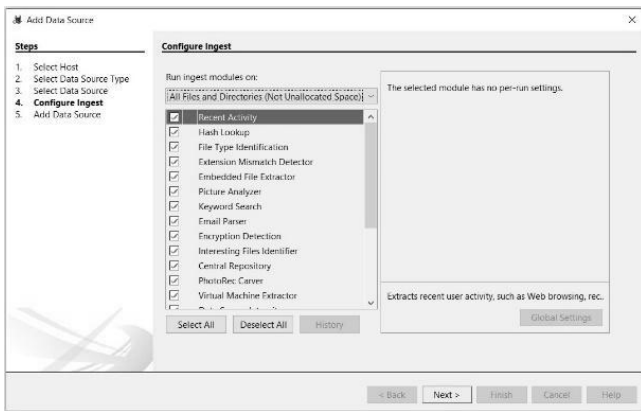 Add Data Source
Steps
1. Select Host
2. Select Data Source Type
3. Select Data Source
4. Configure Ingest
5. Add Data Source
Configure Ingest
Run ingest modules on:
All Files and Directories (Not Unallocated Space)
Recent Activity
Hash Lookup
File Type Identification
Extension Mismatch Detector
Embedded File Extractor
Picture Analyzer
Keyword Search
Email Parser
Encryption Detection
Interesting Files Identifier
Central Repository
PhotoRec Carver
Virtual Machine Extractor
Select All Deselect All History
The selected module has no per-run settings.
Extracts recent user activity, such as Web browsing, rec..
Global Settings
< Back Next > Finish Cancel Help